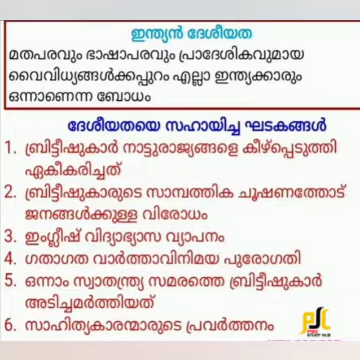 ഇന്ത്യൻ ദേശീയത
മതപരവും ഭാഷാപരവും പ്രാദേശികവുമായ
വൈവിധ്യങ്ങൾക്കപ്പുറം എല്ലാ ഇന്ത്യക്കാരും
ഒന്നാണെന്ന ബോധം
ദേശീയതയെ സഹായിച്ച ഘടകങ്ങൾ
1. ബ്രിട്ടീഷുകാർ നാട്ടുരാജ്യങ്ങളെ കീഴ്പ്പെടുത്തി
ഏകീകരിച്ചത്
2. ബ്രിട്ടീഷുകാരുടെ സാമ്പത്തിക ചൂഷണത്തോട്
ജനങ്ങൾക്കുള്ള വിരോധം
3. ഇംഗ്ലീഷ് വിദ്യാഭ്യാസ വ്യാപനം
4. ഗതാഗത വാർത്താവിനിമയ പുരോഗതി
5. ഒന്നാം സ്വാതന്ത്ര്യ സമരത്തെ ബ്രിട്ടീഷുകാർ
അടിച്ചമർത്തിയത്
6. സാഹിത്യകാരന്മാരുടെ പ്രവർത്തനം